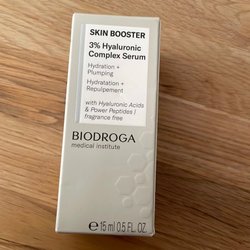 SKIN BOOSTER
3% Hyaluronic
Complex Serum
Hydration +
Plumping
Hydratation +
Repulpement
with Hyaluronic Acids
& Power Peptides |
fragrance free
BIODROGA
medical institute
℮ 15 ml 0.5 FL. OZ.